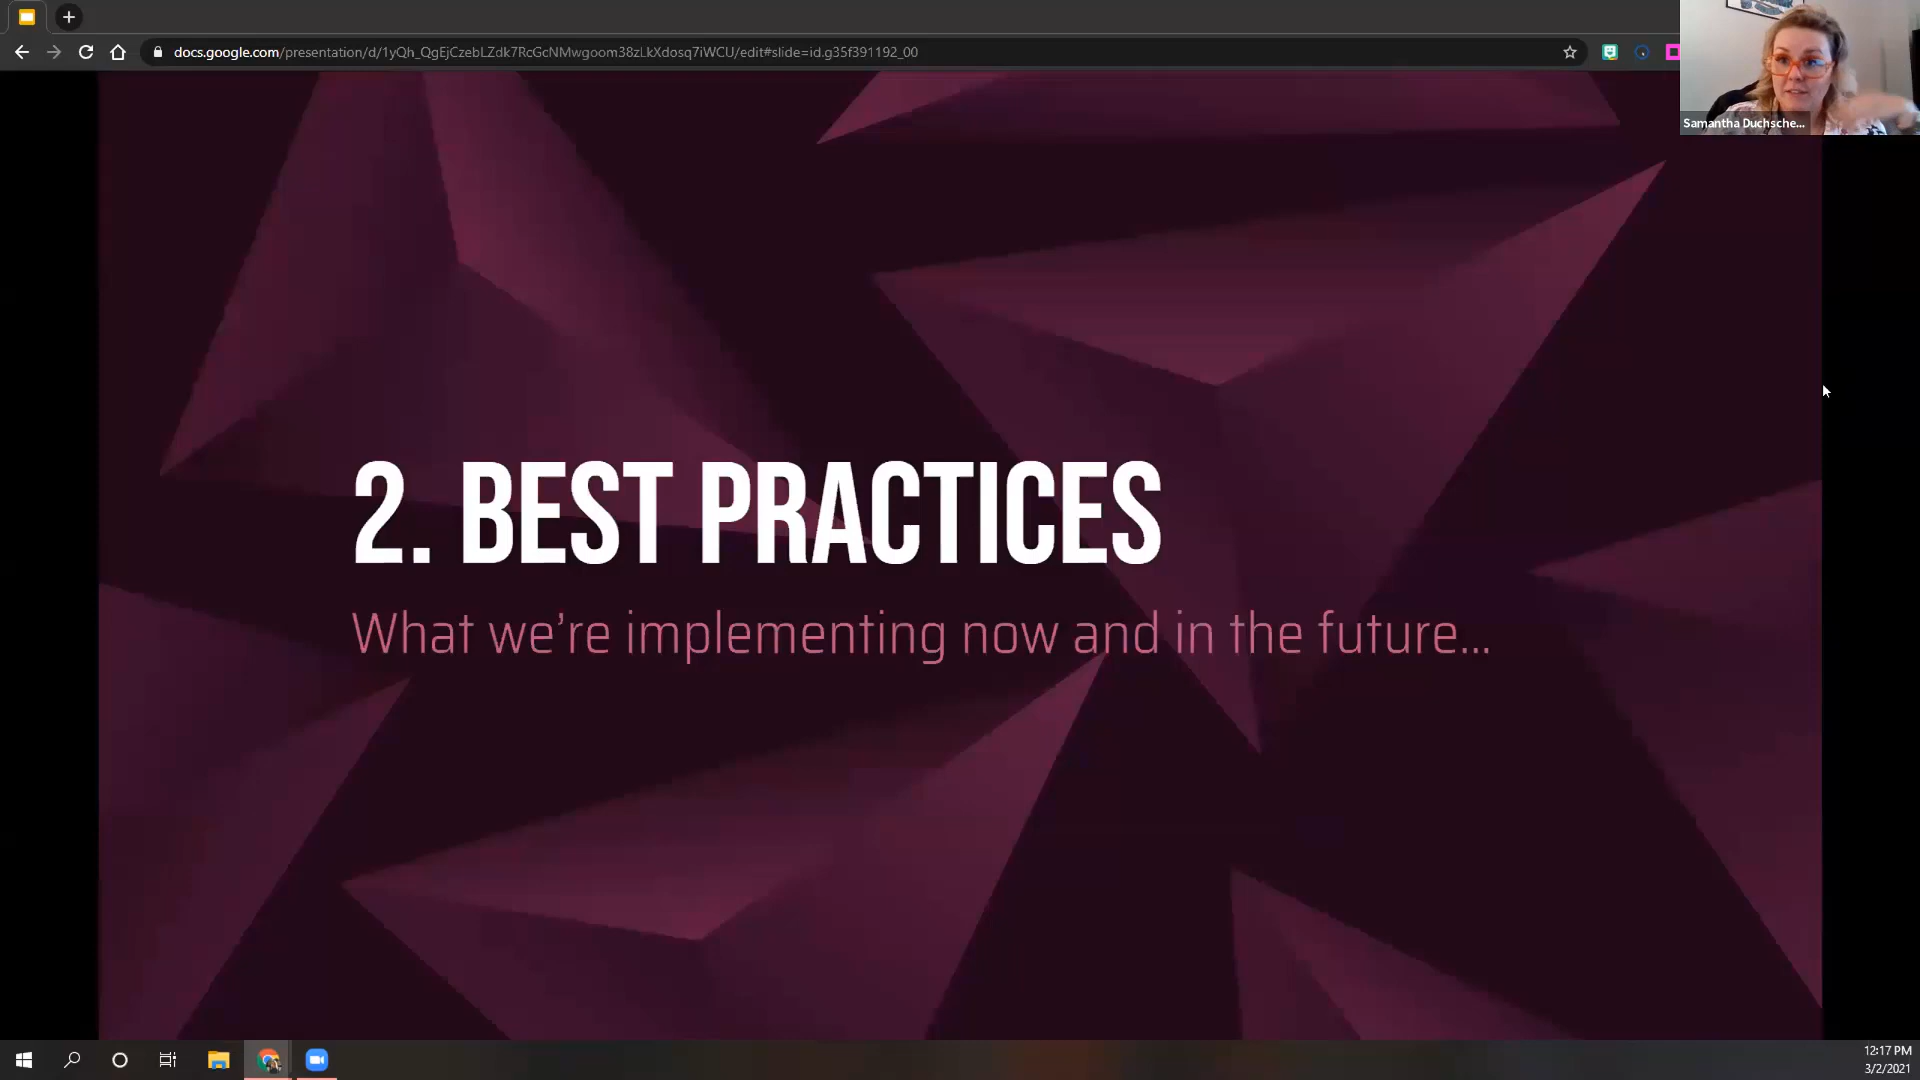 docs.google.com/presentation/d/1yQh_QgEjCzebLZdk7RcGcNMwgoom38zLkXdosq7iWCU/edit#slide=id.g35f391192_00
Samantha Duchsche...
2. BEST PRACTICES
What we’re implementing now and in the future...
12:17 PM
3/2/2021